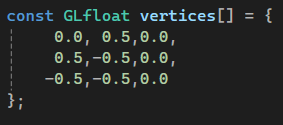 const GLfloat vertices[] = {
     0.0, 0.5,0.0,
     0.5,-0.5,0.0,
    -0.5,-0.5,0.0
};